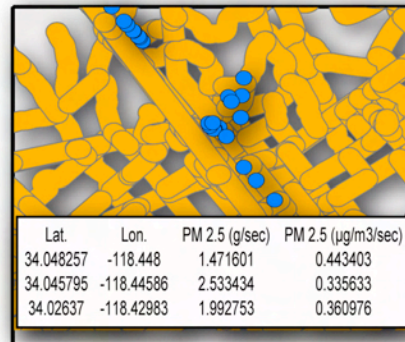 Lat. Lon. PM 2.5 (g/sec) PM 2.5 (µg/m3/sec)
34.048257 -118.448 1.471601 0.443403
34.045795 -118.44586 2.533434 0.335633
34.02637 -118.42983 1.992753 0.360976